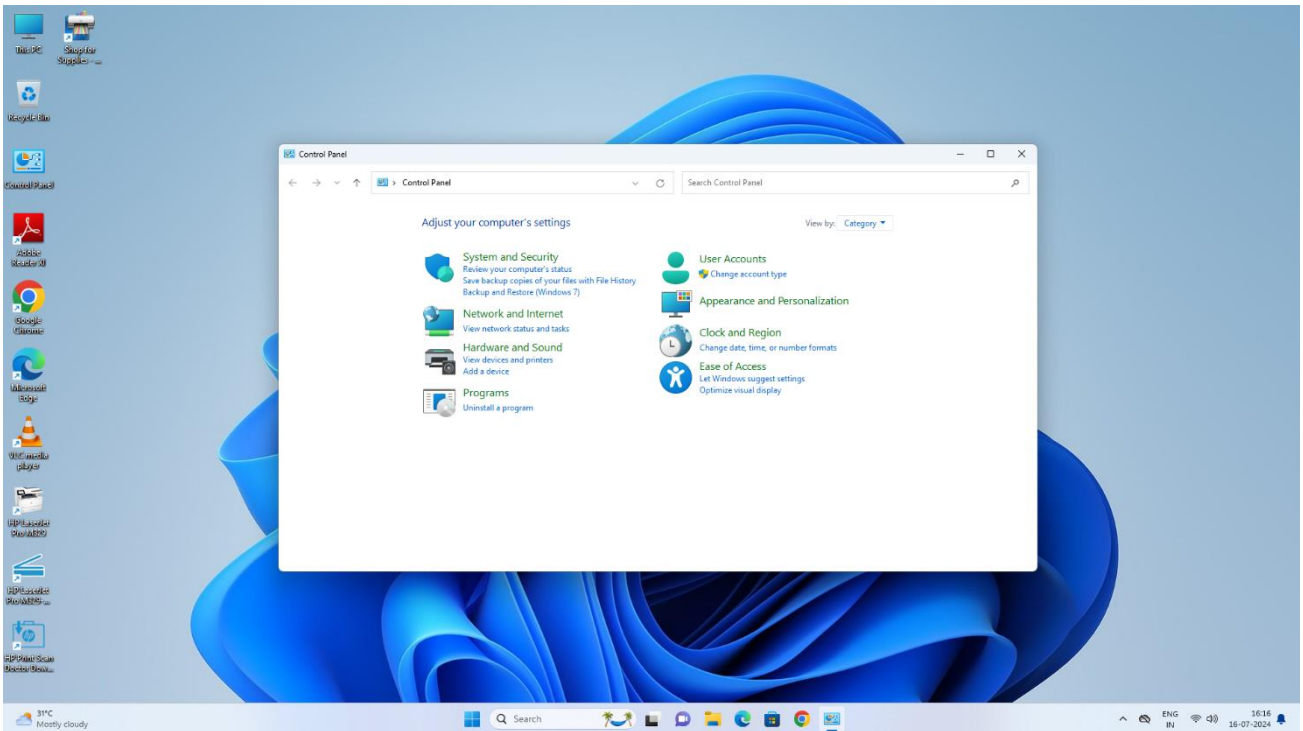 This PC
Shop for
Supplies - ...
Recycle Bin
Control Panel
Adobe
Reader XI
Google
Chrome
Microsoft
Edge
VLC media
player
HP LaserJet
Pro M329
HP LaserJet
Pro M329-...
HP Print Scan
Doctor Dow...
Control Panel
Control Panel
Search Control Panel
Adjust your computer's settings
View by: Category
System and Security
Review your computer's status
Save backup copies of your files with File History
Backup and Restore (Windows 7)
Network and Internet
View network status and tasks
Hardware and Sound
View devices and printers
Add a device
Programs
Uninstall a program
User Accounts
Change account type
Appearance and Personalization
Clock and Region
Change date, time, or number formats
Ease of Access
Let Windows suggest settings
Optimize visual display
31°C
Mostly cloudy
Search
ENG
IN
16:16
16-07-2024